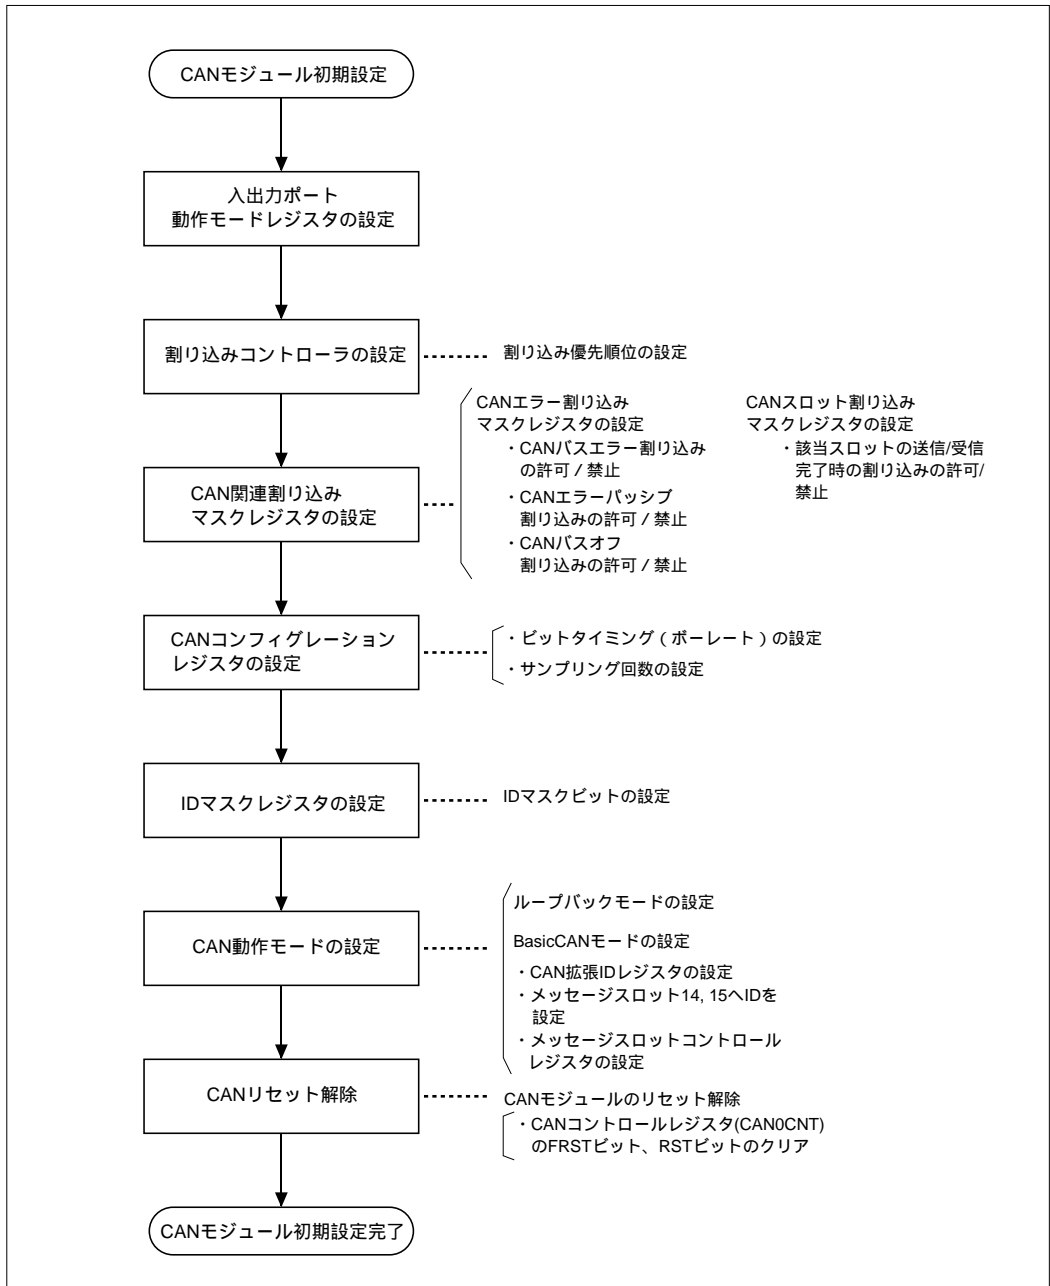 CANモジュール初期設定
入出力ポート
動作モードレジスタの設定
割り込みコントローラの設定
割り込み優先順位の設定
CAN関連割り込み
マスクレジスタの設定
CANエラー割り込み
マスクレジスタの設定
・CANバスエラー割り込み
の許可／禁止
・CANエラーパッシブ
割り込みの許可／禁止
・CANバスオフ
割り込みの許可／禁止
CANスロット割り込み
マスクレジスタの設定
・該当スロットの送信/受信
完了時の割り込みの許可/
禁止
CANコンフィグレーション
レジスタの設定
・ビットタイミング（ボーレート）の設定
・サンプリング回数の設定
IDマスクレジスタの設定
IDマスクビットの設定
CAN動作モードの設定
ループバックモードの設定
BasicCANモードの設定
・CAN拡張IDレジスタの設定
・メッセージスロット14, 15へIDを
設定
・メッセージスロットコントロール
レジスタの設定
CANリセット解除
CANモジュールのリセット解除
・CANコントロールレジスタ(CAN0CNT)
のFRSTビット、RSTビットのクリア
CANモジュール初期設定完了